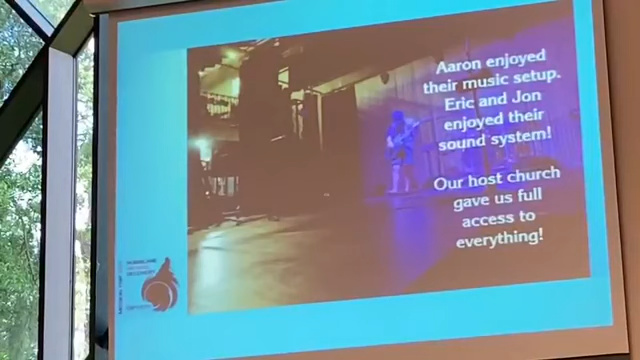 Aaron enjoyed
their music setup.
Eric and Jon
enjoyed their
sound system!
Our host church
gave us full
access to
everything!